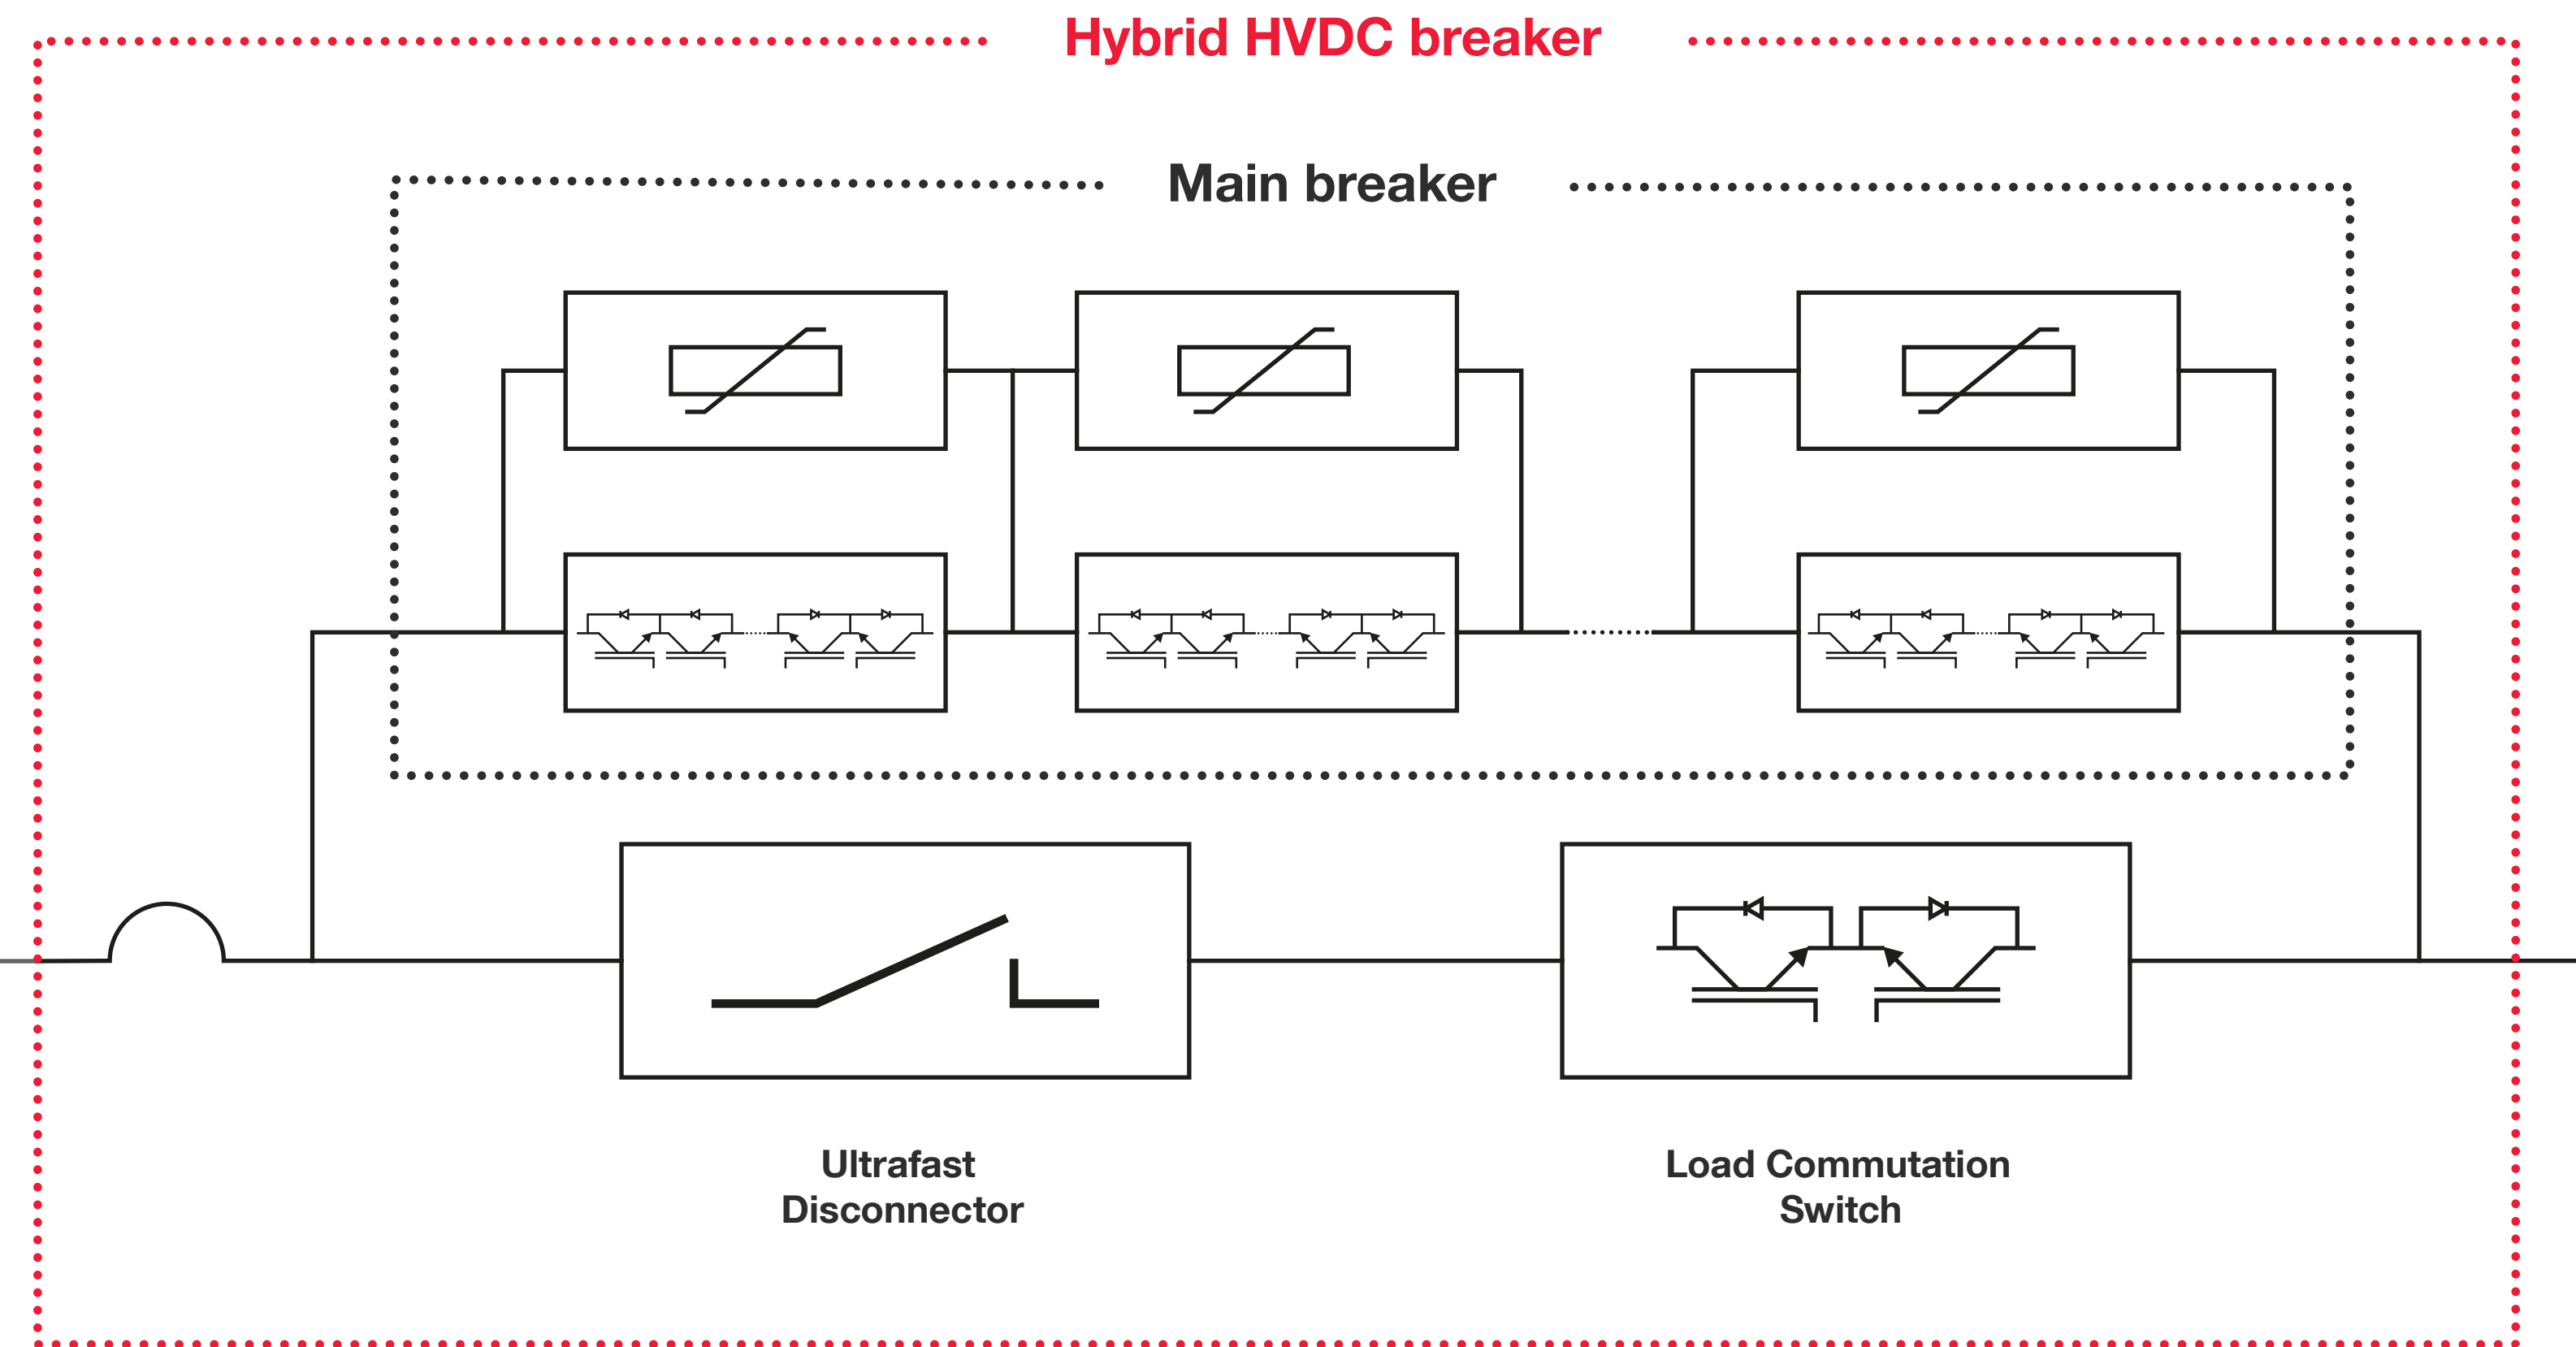 Hybrid HVDC breaker
Main breaker
Ultrafast
Disconnector
Load Commutation
Switch